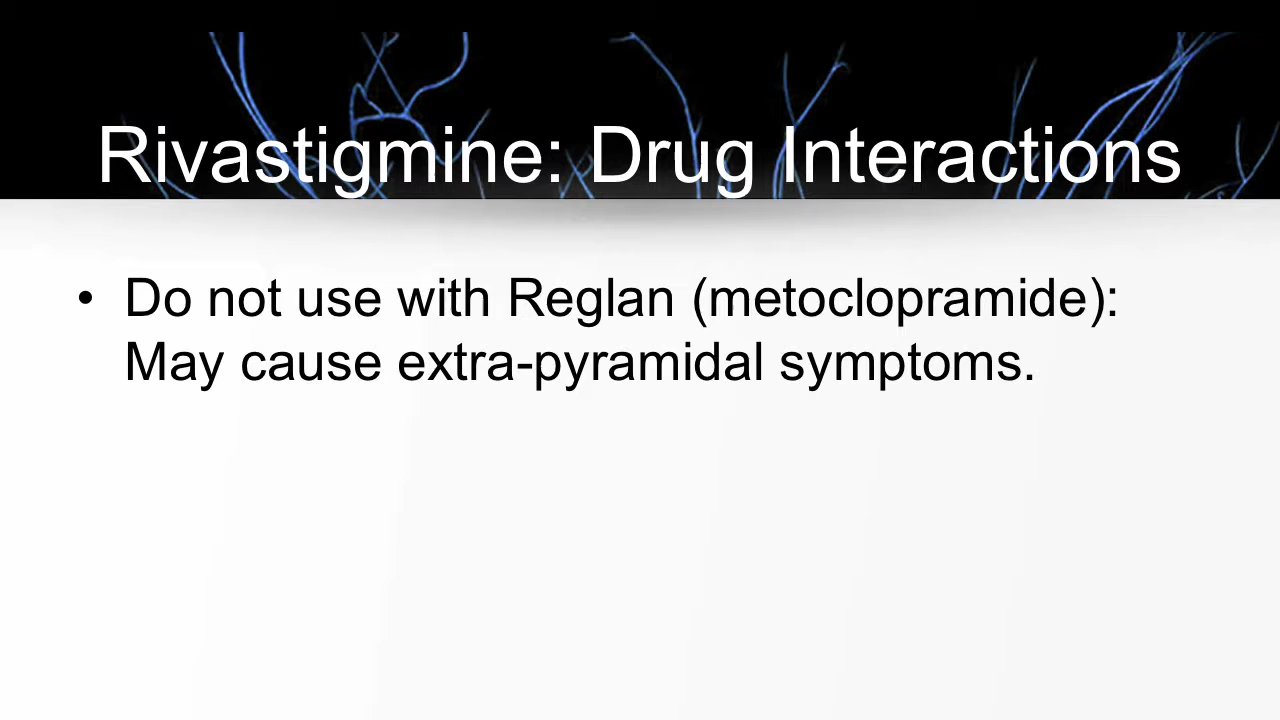 Rivastigmine: Drug Interactions
• Do not use with Reglan (metoclopramide):
May cause extra-pyramidal symptoms.